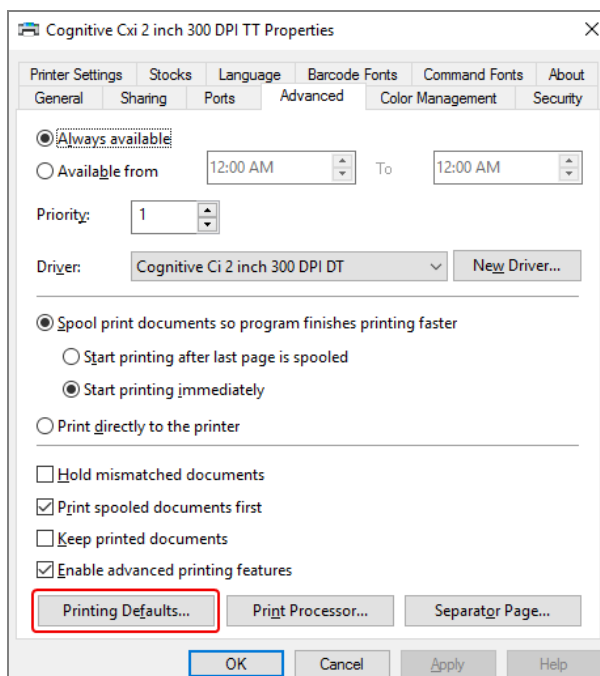 Cognitive Cxi 2 inch 300 DPI TT Properties
Printer Settings Stocks Language Barcode Fonts Command Fonts About
General Sharing Ports Advanced Color Management Security
Always available
Available from 12:00 AM To 12:00 AM
Priority: 1
Driver: Cognitive Ci 2 inch 300 DPI DT New Driver...
Spool print documents so program finishes printing faster
Start printing after last page is spooled
Start printing immediately
Print directly to the printer
Hold mismatched documents
Print spooled documents first
Keep printed documents
Enable advanced printing features
Printing Defaults... Print Processor... Separator Page...
OK Cancel Apply Help